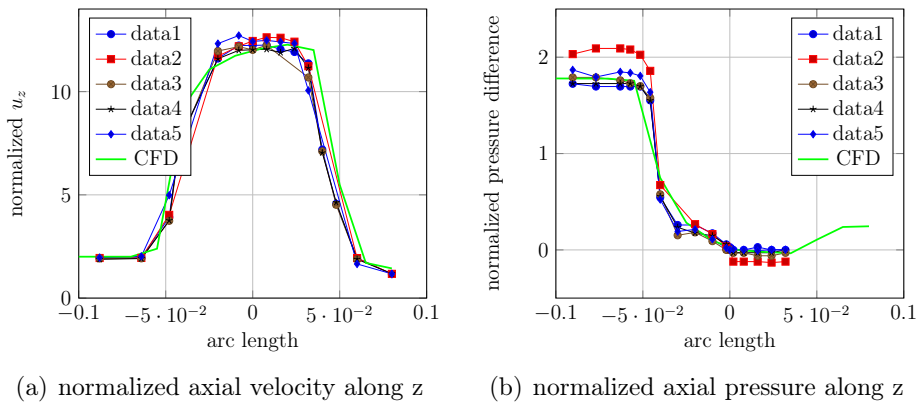 data1
data2
data3
data4
data5
CFD
normalized u_z
10
5
0
−0.1
−5 · 10⁻²
0
5 · 10⁻²
0.1
arc length
(a) normalized axial velocity along z
data1
data2
data3
data4
data5
CFD
normalized pressure difference
2
1
0
−0.1
−5 · 10⁻²
0
5 · 10⁻²
0.1
arc length
(b) normalized axial pressure along z